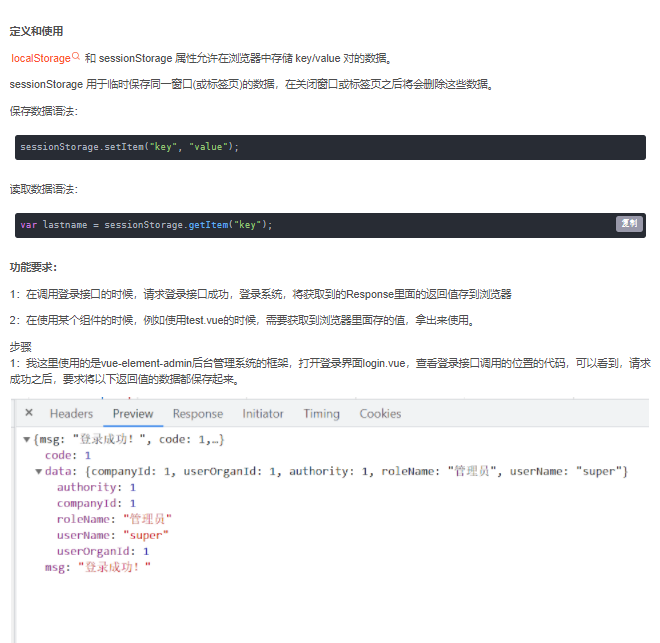 定义和使用
localStorage 和 sessionStorage 属性允许在浏览器中存储 key/value 对的数据。
sessionStorage 用于临时保存同一窗口(或标签页)的数据，在关闭窗口或标签页之后将会删除这些数据。
保存数据语法：
sessionStorage.setItem("key", "value");
读取数据语法：
var lastname = sessionStorage.getItem("key");
复制
功能要求：
1：在调用登录接口的时候，请求登录接口成功，登录系统，将获取到的Response里面的返回值存到浏览器
2：在使用某个组件的时候，例如使用test.vue的时候，需要获取到浏览器里面存的值，拿出来使用。
步骤
1：我这里使用的是vue-element-admin后台管理系统的框架，打开登录界面login.vue，查看登录接口调用的位置的代码，可以看到，请求
成功之后，要求将以下返回值的数据都保存起来。
× Headers Preview Response Initiator Timing Cookies
▼{msg: "登录成功！", code: 1,…}
code: 1
▼data: {companyId: 1, userOrganId: 1, authority: 1, roleName: "管理员", userName: "super"}
authority: 1
companyId: 1
roleName: "管理员"
userName: "super"
userOrganId: 1
msg: "登录成功！"